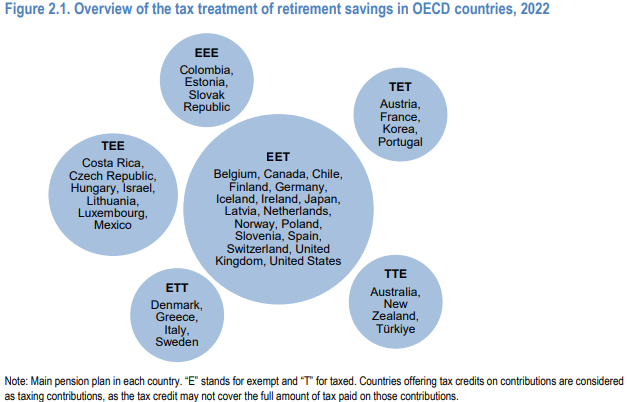 Figure 2.1. Overview of the tax treatment of retirement savings in OECD countries, 2022
EEE
Colombia,
Estonia,
Slovak
Republic
TET
Austria,
France,
Korea,
Portugal
TEE
Costa Rica,
Czech Republic,
Hungary, Israel,
Lithuania,
Luxembourg,
Mexico
EET
Belgium, Canada, Chile,
Finland, Germany,
Iceland, Ireland, Japan,
Latvia, Netherlands,
Norway, Poland,
Slovenia, Spain,
Switzerland, United
Kingdom, United States
ETT
Denmark,
Greece,
Italy,
Sweden
TTE
Australia,
New
Zealand,
Türkiye
Note: Main pension plan in each country. “E” stands for exempt and “T” for taxed. Countries offering tax credits on contributions are considered
as taxing contributions, as the tax credit may not cover the full amount of tax paid on those contributions.